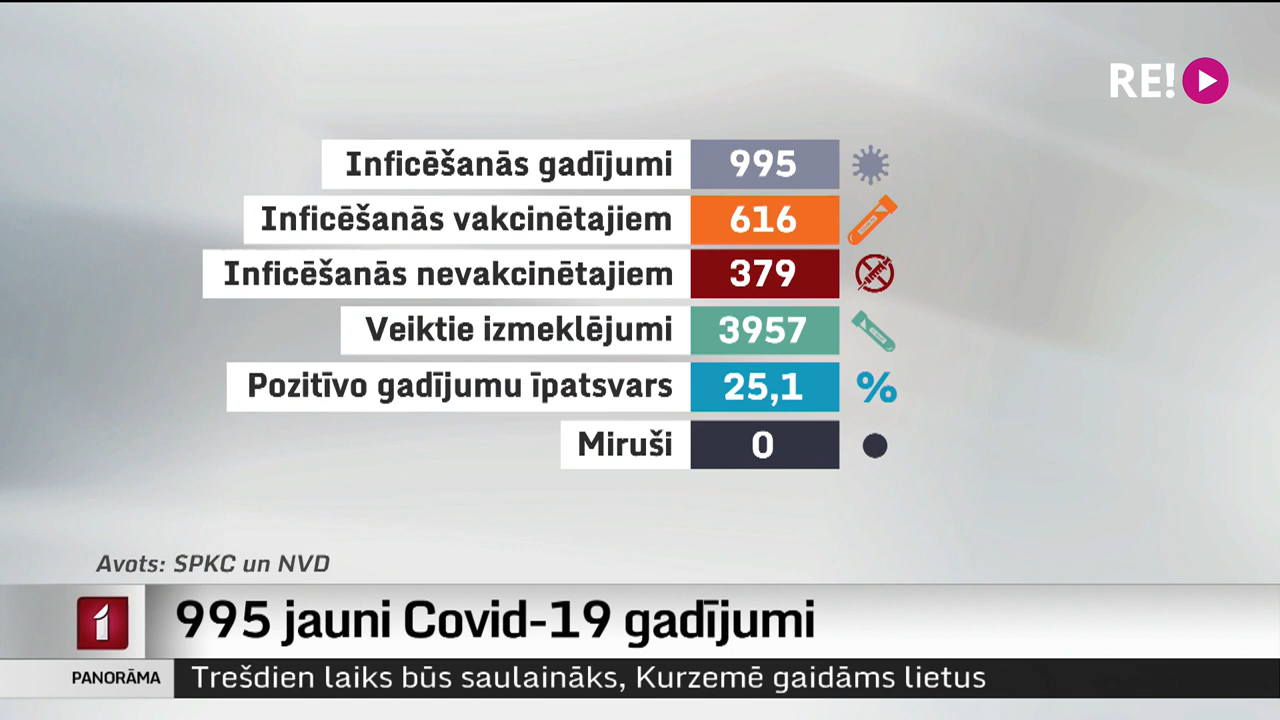 RE!
Inficēšanās gadījumi 995
Inficēšanās vakcinētajiem 616
Inficēšanās nevakcinētajiem 379
Veiktie izmeklējumi 3957
Pozitīvo gadījumu īpatsvars 25,1 %
Miruši 0
Avots: SPKC un NVD
1 995 jauni Covid-19 gadījumi
PANORĀMA Trešdien laiks būs saulaināks, Kurzemē gaidāms lietus